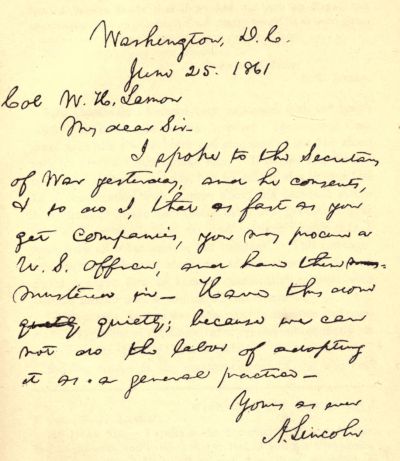 Washington, D.C.
June 25. 1861
Col W. H. Lamon
My dear Sir-
I spoke to the Secretary
of War yesterday, and he consents,
& so do I, that as fast as you
get Companies, you may procure a
U.S. Officer, and have them mus-
mustered in— Have this done
quietly quietly; because we can
not do the labor of adopting
it as a general practice—
Yours as ever
A. Lincoln